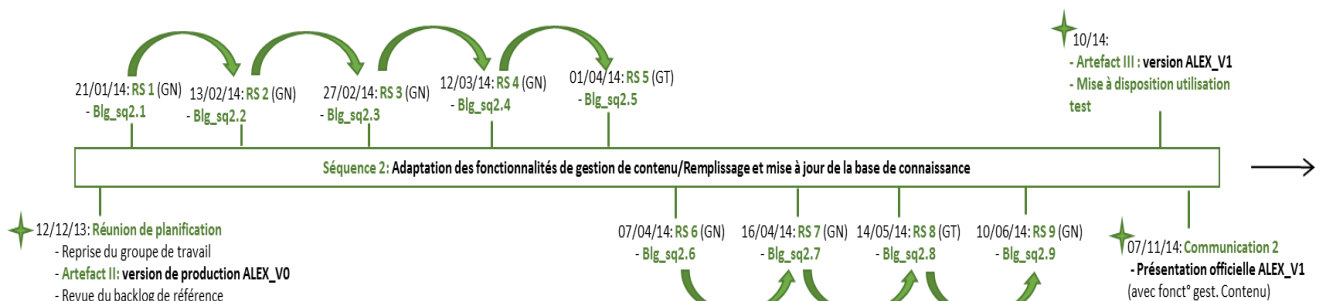 10/14:
- Artefact III : version ALEX_V1
- Mise à disposition utilisation
test
21/01/14: RS 1 (GN)
- Blg_sq2.1
13/02/14: RS 2 (GN)
- Blg_sq2.2
27/02/14: RS 3 (GN)
- Blg_sq2.3
12/03/14: RS 4 (GN)
- Blg_sq2.4
01/04/14: RS 5 (GT)
- Blg_sq2.5
Séquence 2: Adaptation des fonctionnalités de gestion de contenu/Remplissage et mise à jour de la base de connaissance
12/12/13: Réunion de planification
- Reprise du groupe de travail
- Artefact II: version de production ALEX_V0
- Revue du backlog de référence
07/04/14: RS 6 (GN)
- Blg_sq2.6
16/04/14: RS 7 (GN)
- Blg_sq2.7
14/05/14: RS 8 (GT)
- Blg_sq2.8
10/06/14: RS 9 (GN)
- Blg_sq2.9
07/11/14: Communication 2
- Présentation officielle ALEX_V1
(avec fonct° gest. Contenu)